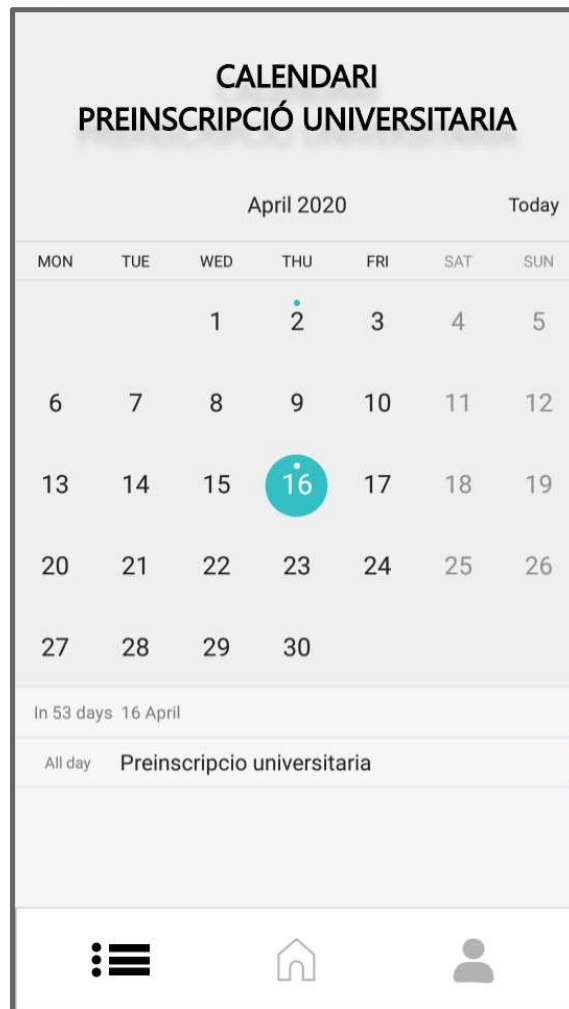 CALENDARI
PREINSCRIPCIÓ UNIVERSITARIA
April 2020 Today
MON TUE WED THU FRI SAT SUN
1 2 3 4 5
6 7 8 9 10 11 12
13 14 15 16 17 18 19
20 21 22 23 24 25 26
27 28 29 30
In 53 days 16 April
All day Preinscripcio universitaria